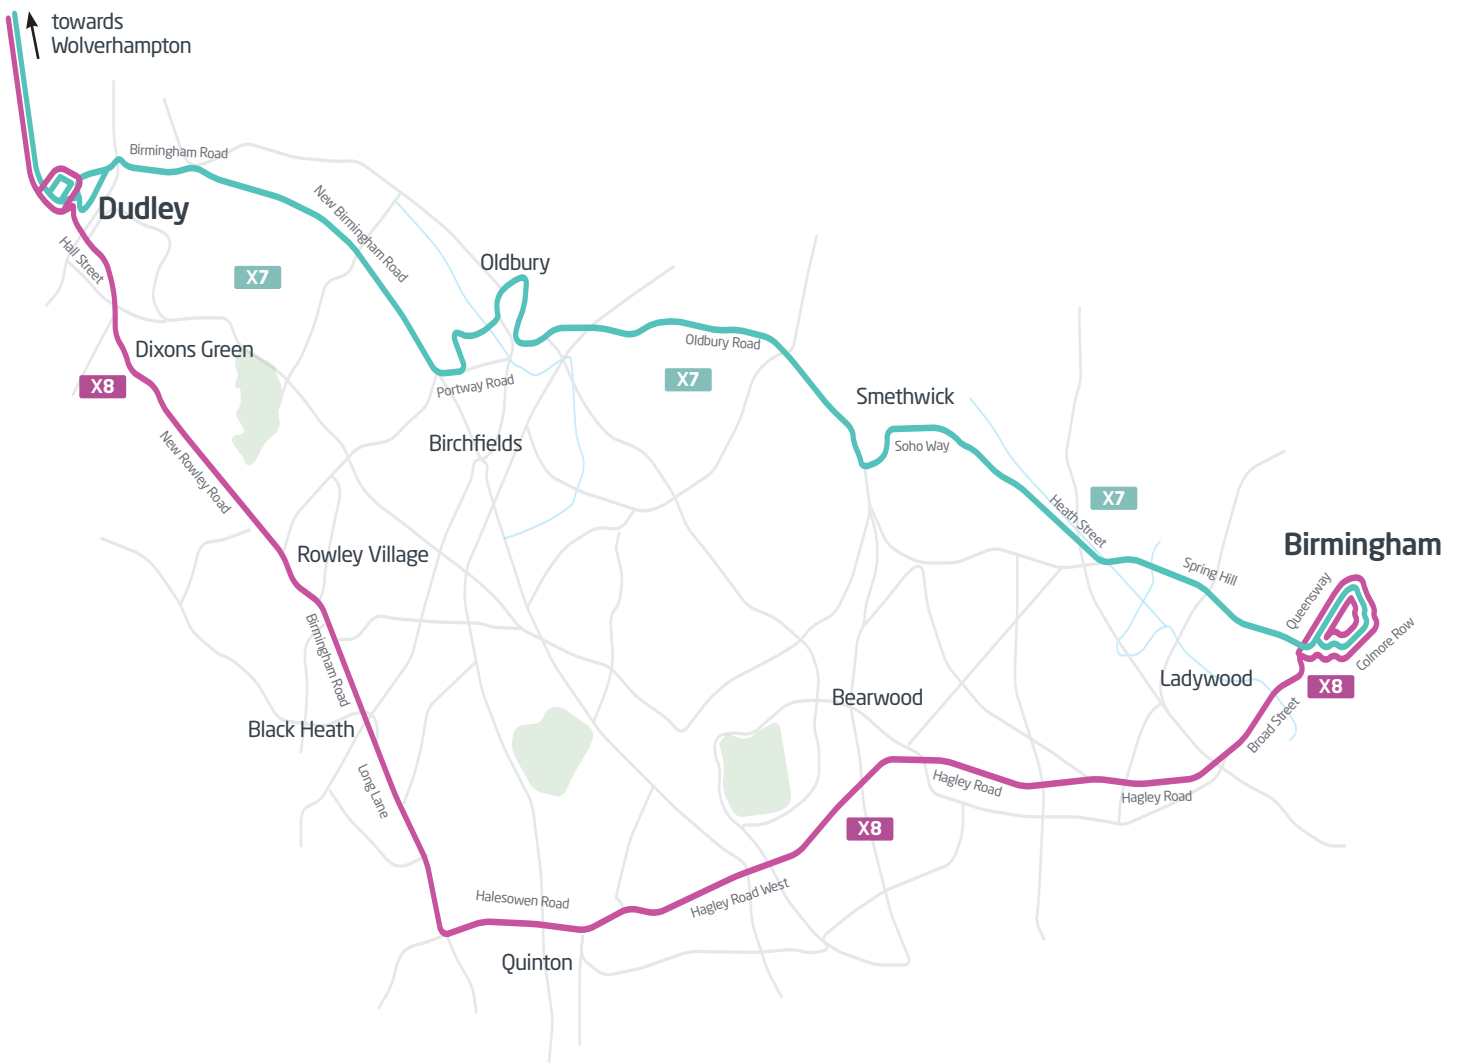 towards
Wolverhampton
Birmingham Road
Dudley
New Birmingham Road
Hall Street
X7
Oldbury
Oldbury Road
Dixons Green
X8
Portway Road
X7
Smethwick
Birchfields
Soho Way
New Rowley Road
X7
Heath Street
Birmingham
Rowley Village
Spring Hill
Queensway
Colmore Row
Birmingham Road
Ladywood
X8
Bearwood
Broad Street
Black Heath
Long Lane
Hagley Road
Hagley Road
X8
Halesowen Road
Hagley Road West
Quinton